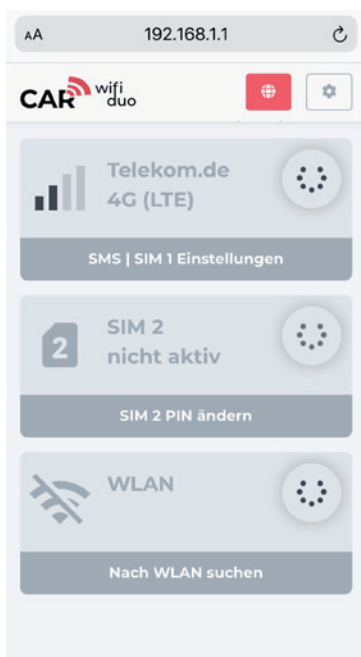 AA 192.168.1.1
CAR wifi duo
Telekom.de
4G (LTE)
SMS | SIM 1 Einstellungen
2
SIM 2
nicht aktiv
SIM 2 PIN ändern
WLAN
Nach WLAN suchen